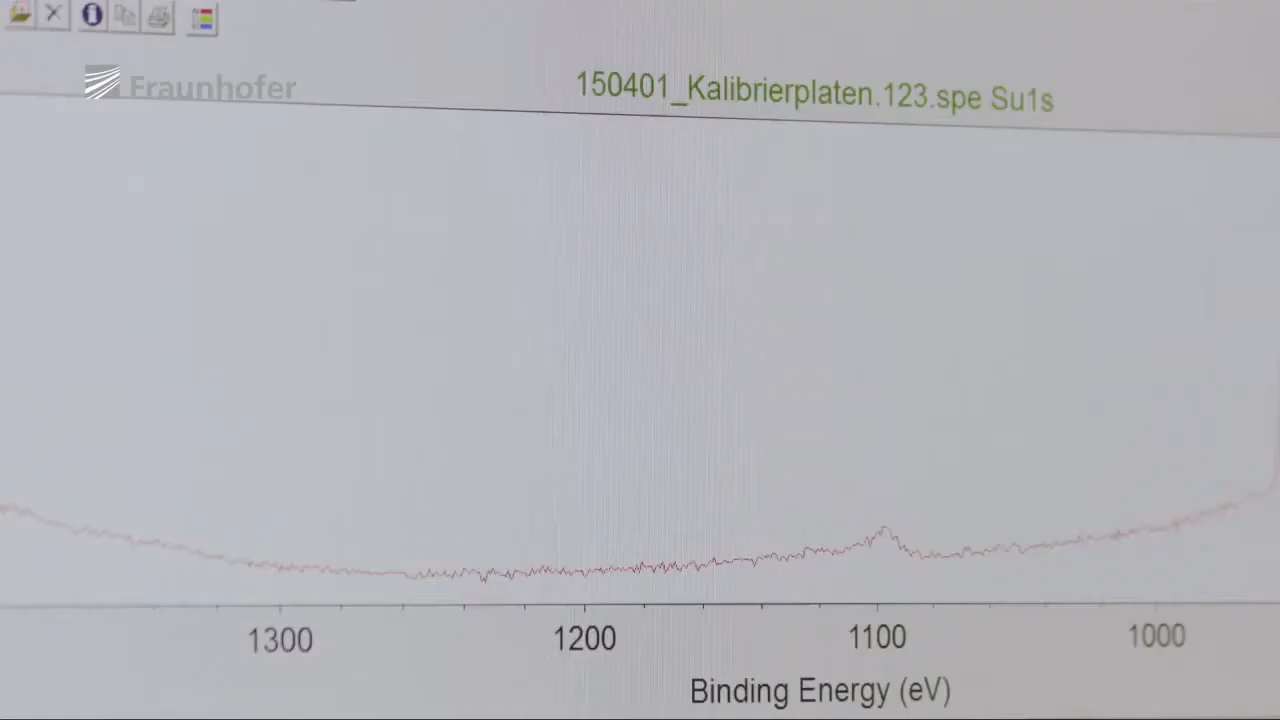 Fraunhofer
150401_Kalibrierplaten.123.spe Su1s
1300 1200 1100 1000
Binding Energy (eV)